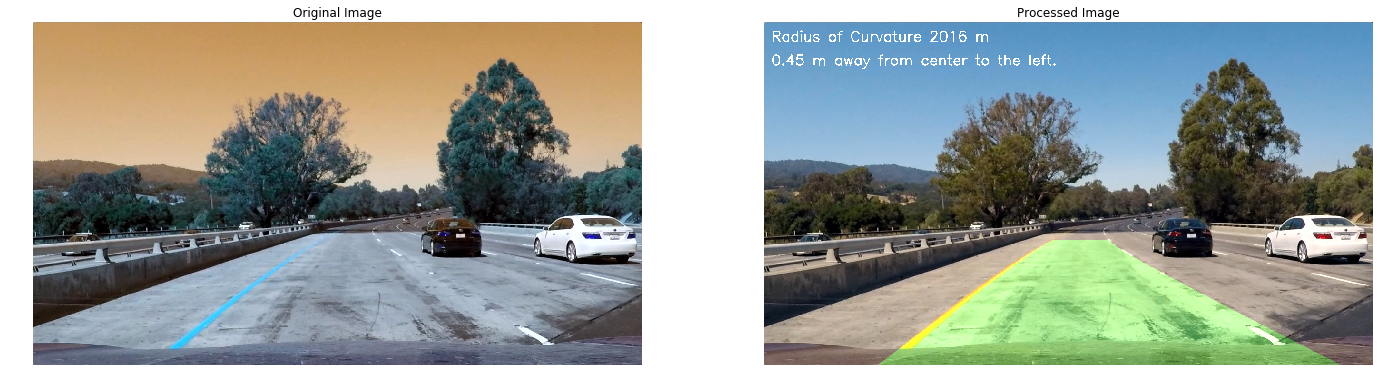 Original Image
Processed Image
Radius of Curvature 2016 m
0.45 m away from center to the left.